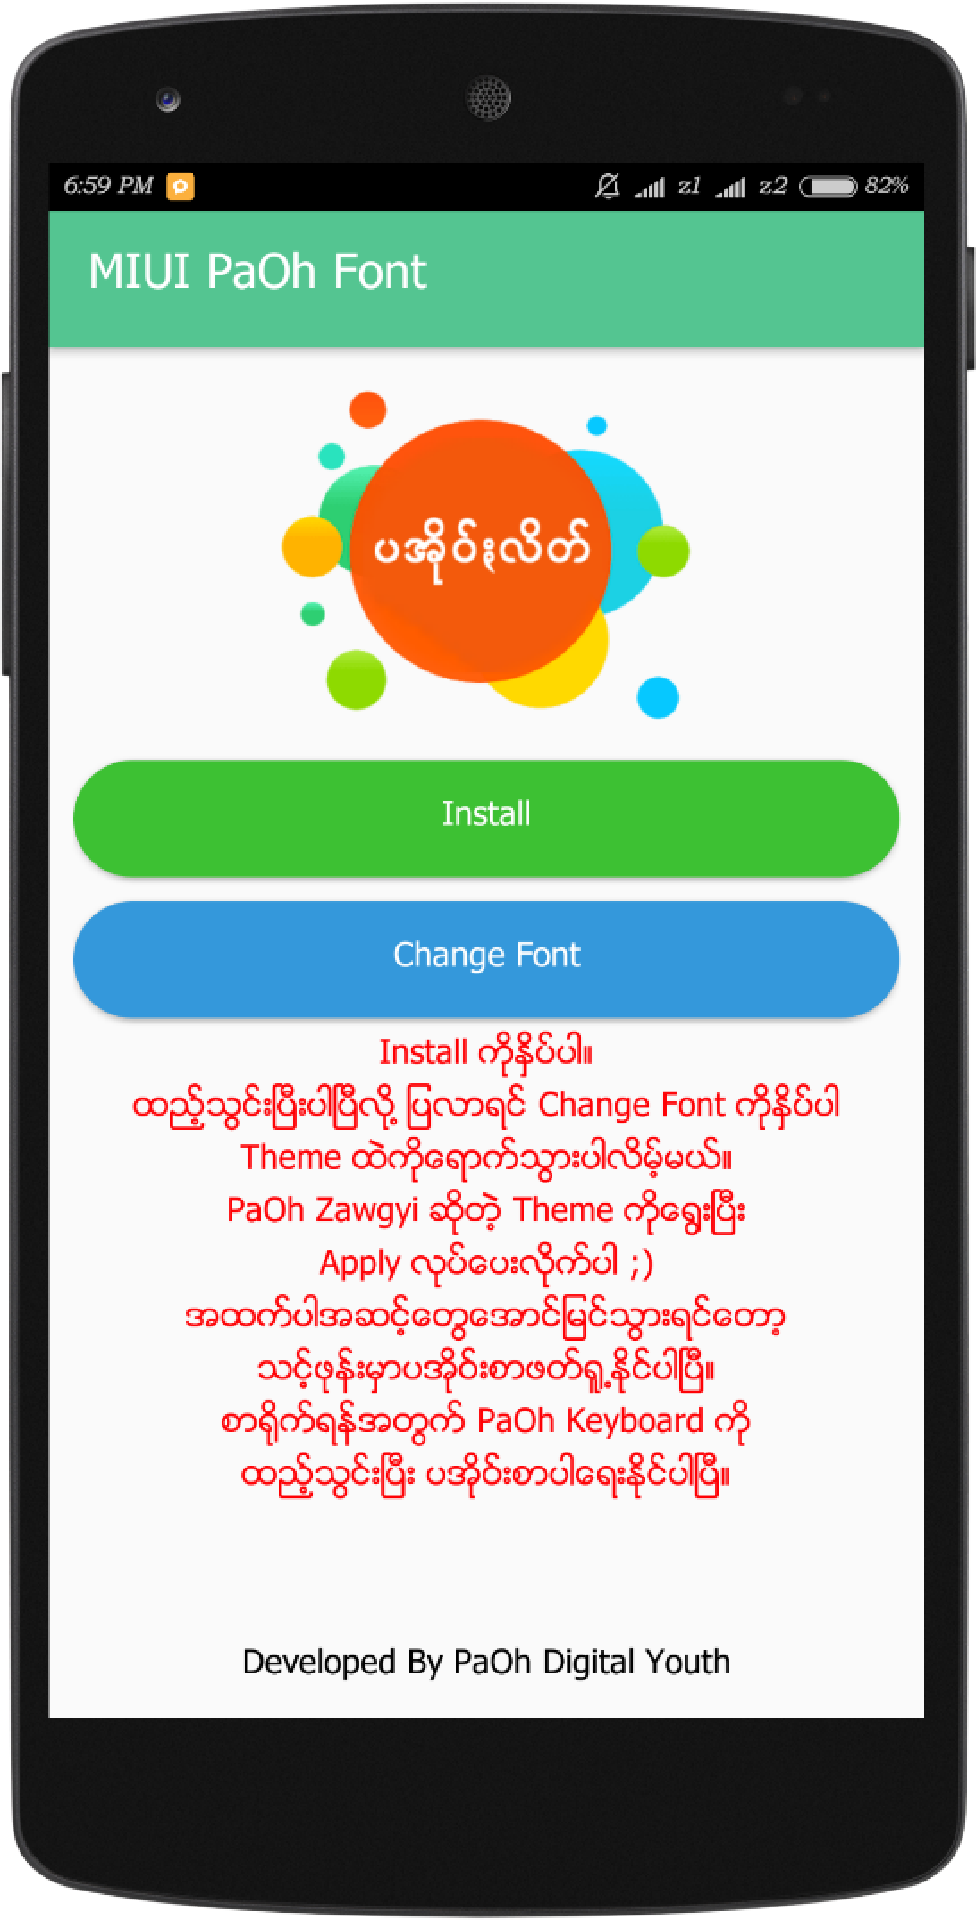 6:59 PM z1 z2 82%
MIUI PaOh Font
ပအိုဝ်ႏလိတ်
Install
Change Font
Install ကိုနှိပ်ပါ။
ထည့်သွင်းပြီးပါပြီလို့ ပြလာရင် Change Font ကိုနှိပ်ပါ
Theme ထဲကိုရောက်သွားပါလိမ့်မယ်။
PaOh Zawgyi ဆိုတဲ့ Theme ကိုရွေးပြီး
Apply လုပ်ပေးလိုက်ပါ ;)
အထက်ပါအဆင့်တွေအောင်မြင်သွားရင်တော့
သင့်ဖုန်းမှာပအိုဝ်းစာဖတ်ရှု့နိုင်ပါပြီ။
စာရိုက်ရန်အတွက် PaOh Keyboard ကို
ထည့်သွင်းပြီး ပအိုဝ်းစာပါရေးနိုင်ပါပြီ။
Developed By PaOh Digital Youth